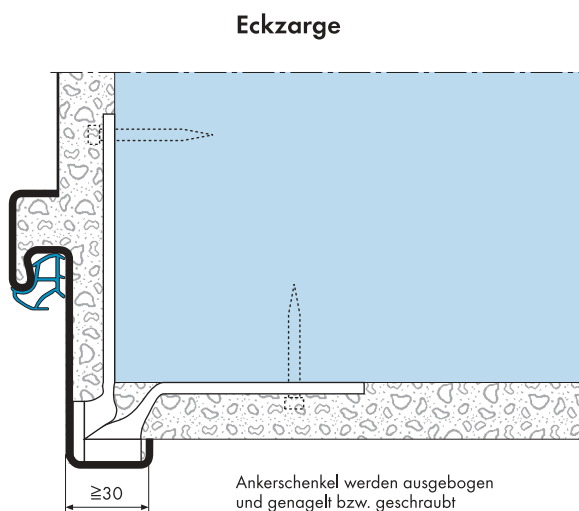 Eckzarge
≧30
Ankerschenkel werden ausgebogen
und genagelt bzw. geschraubt